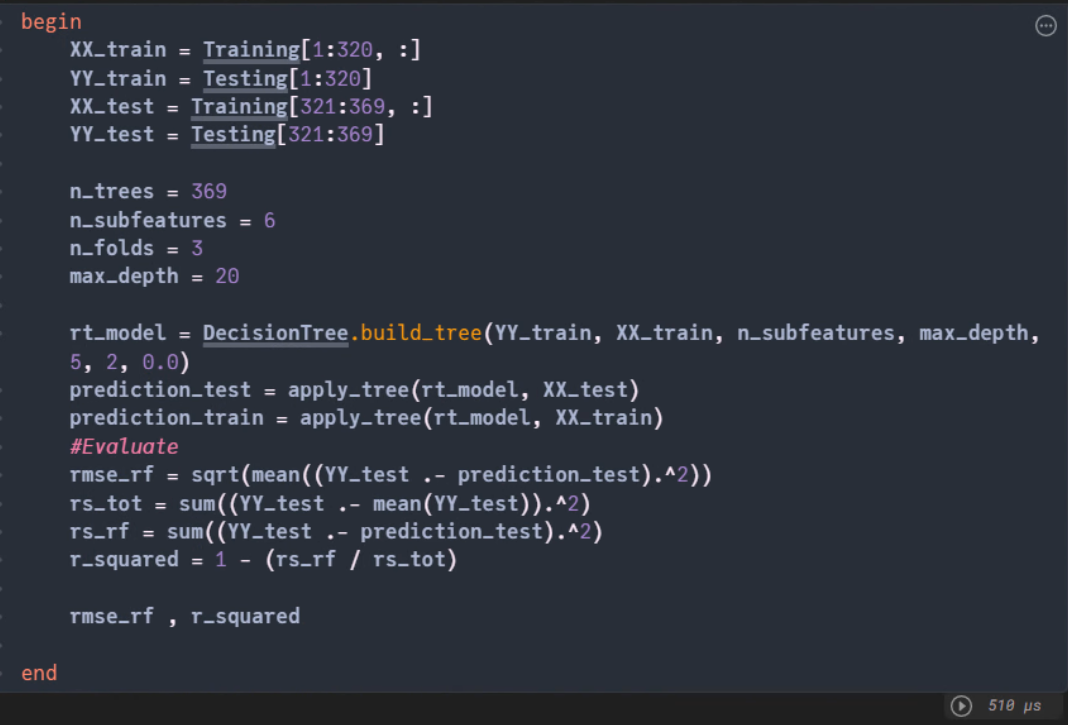 begin
XX_train = Training[1:320, :]
YY_train = Testing[1:320]
XX_test = Training[321:369, :]
YY_test = Testing[321:369]
n_trees = 369
n_subfeatures = 6
n_folds = 3
max_depth = 20
rt_model = DecisionTree.build_tree(YY_train, XX_train, n_subfeatures, max_depth,
5, 2, 0.0)
prediction_test = apply_tree(rt_model, XX_test)
prediction_train = apply_tree(rt_model, XX_train)
#Evaluate
rmse_rf = sqrt(mean((YY_test .- prediction_test).^2))
rs_tot = sum((YY_test .- mean(YY_test)).^2)
rs_rf = sum((YY_test .- prediction_test).^2)
r_squared = 1 - (rs_rf / rs_tot)
rmse_rf , r_squared
end
510 μs